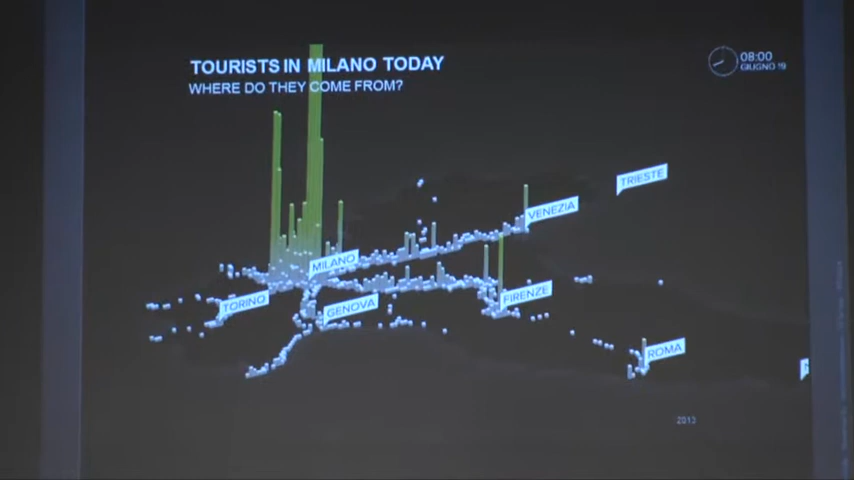 TOURISTS IN MILANO TODAY
WHERE DO THEY COME FROM?
08:00
GIUGNO 19
TRIESTE
VENEZIA
MILANO
TORINO
GENOVA
FIRENZE
ROMA
2013